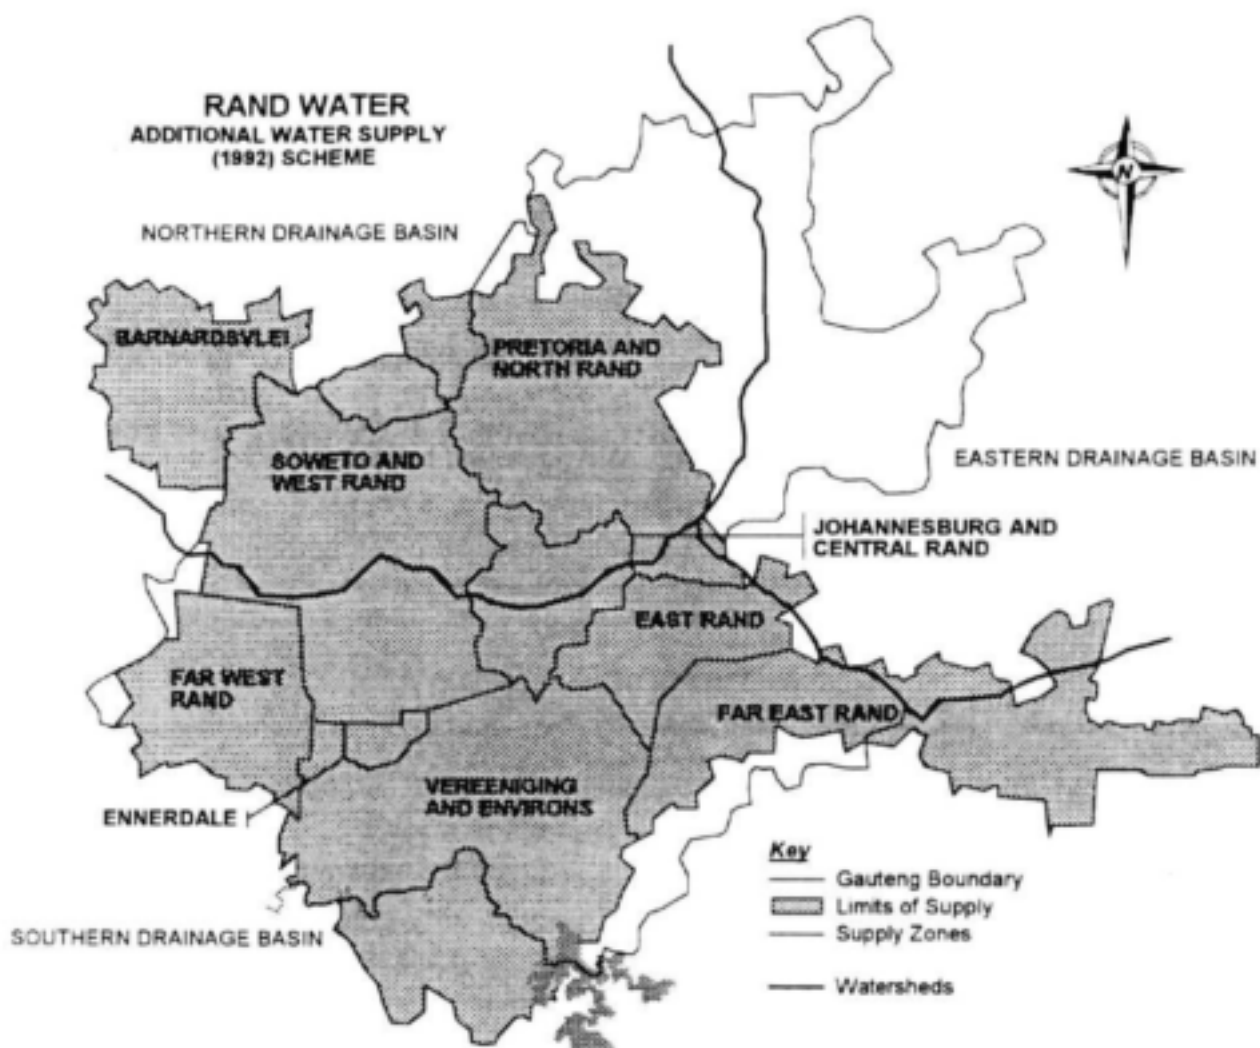 RAND WATER
ADDITIONAL WATER SUPPLY
(1992) SCHEME
N
NORTHERN DRAINAGE BASIN
BARNARDSVLEI
PRETORIA AND
NORTH RAND
SOWETO AND
WEST RAND
EASTERN DRAINAGE BASIN
JOHANNESBURG AND
CENTRAL RAND
EAST RAND
FAR WEST
RAND
FAR EAST RAND
VEREENIGING
AND ENVIRONS
ENNERDALE
SOUTHERN DRAINAGE BASIN
Key
Gauteng Boundary
Limits of Supply
Supply Zones
Watersheds